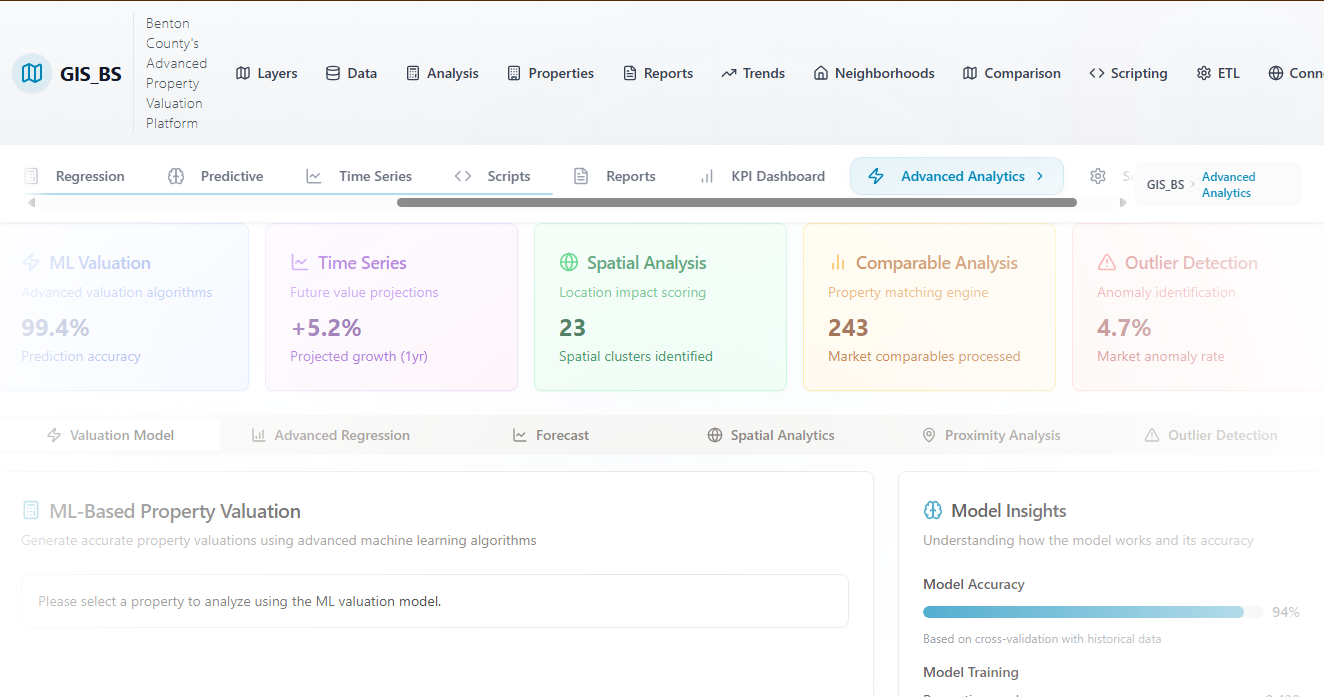 GIS_BS
Benton
County's
Advanced
Property
Valuation
Platform
Layers
Data
Analysis
Properties
Reports
Trends
Neighborhoods
Comparison
Scripting
ETL
Conne
Regression
Predictive
Time Series
Scripts
Reports
KPI Dashboard
Advanced Analytics
GIS_BS
Advanced
Analytics
ML Valuation
Advanced valuation algorithms
99.4%
Prediction accuracy
Time Series
Future value projections
+5.2%
Projected growth (1yr)
Spatial Analysis
Location impact scoring
23
Spatial clusters identified
Comparable Analysis
Property matching engine
243
Market comparables processed
Outlier Detection
Anomaly identification
4.7%
Market anomaly rate
Valuation Model
Advanced Regression
Forecast
Spatial Analytics
Proximity Analysis
Outlier Detection
ML-Based Property Valuation
Generate accurate property valuations using advanced machine learning algorithms
Please select a property to analyze using the ML valuation model.
Model Insights
Understanding how the model works and its accuracy
Model Accuracy
94%
Based on cross-validation with historical data
Model Training